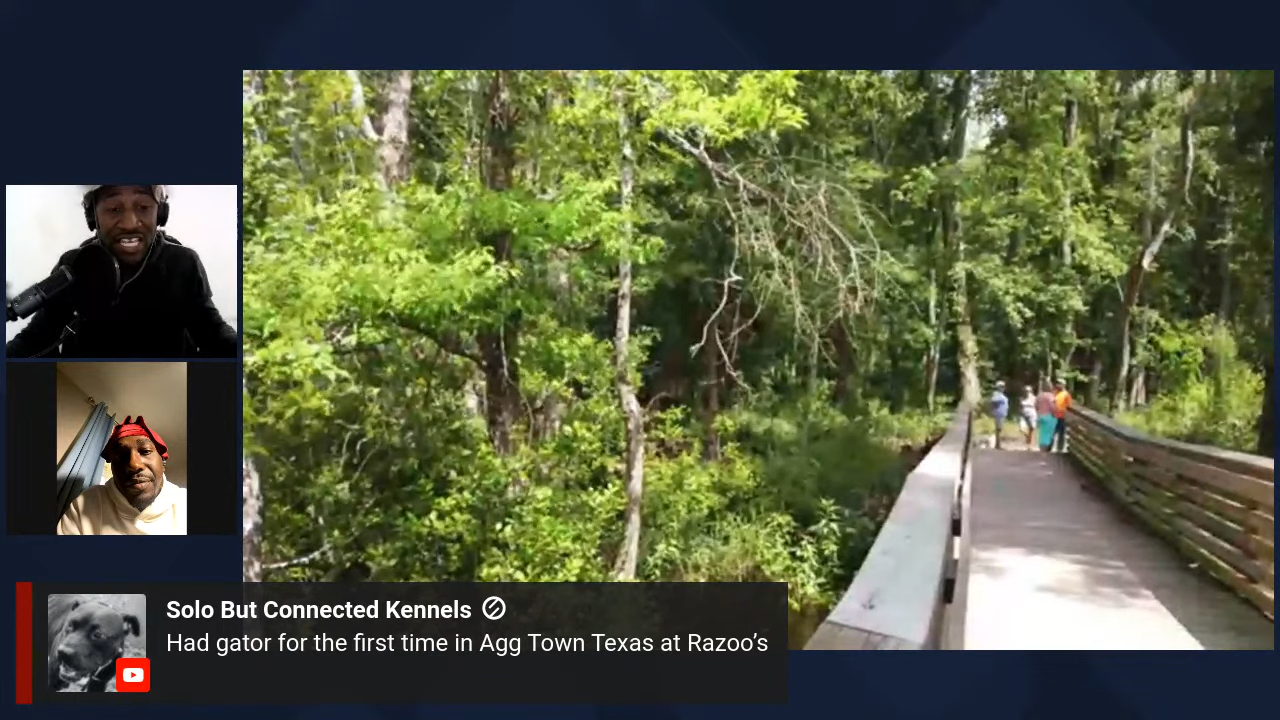 Solo But Connected Kennels
Had gator for the first time in Agg Town Texas at Razoo’s